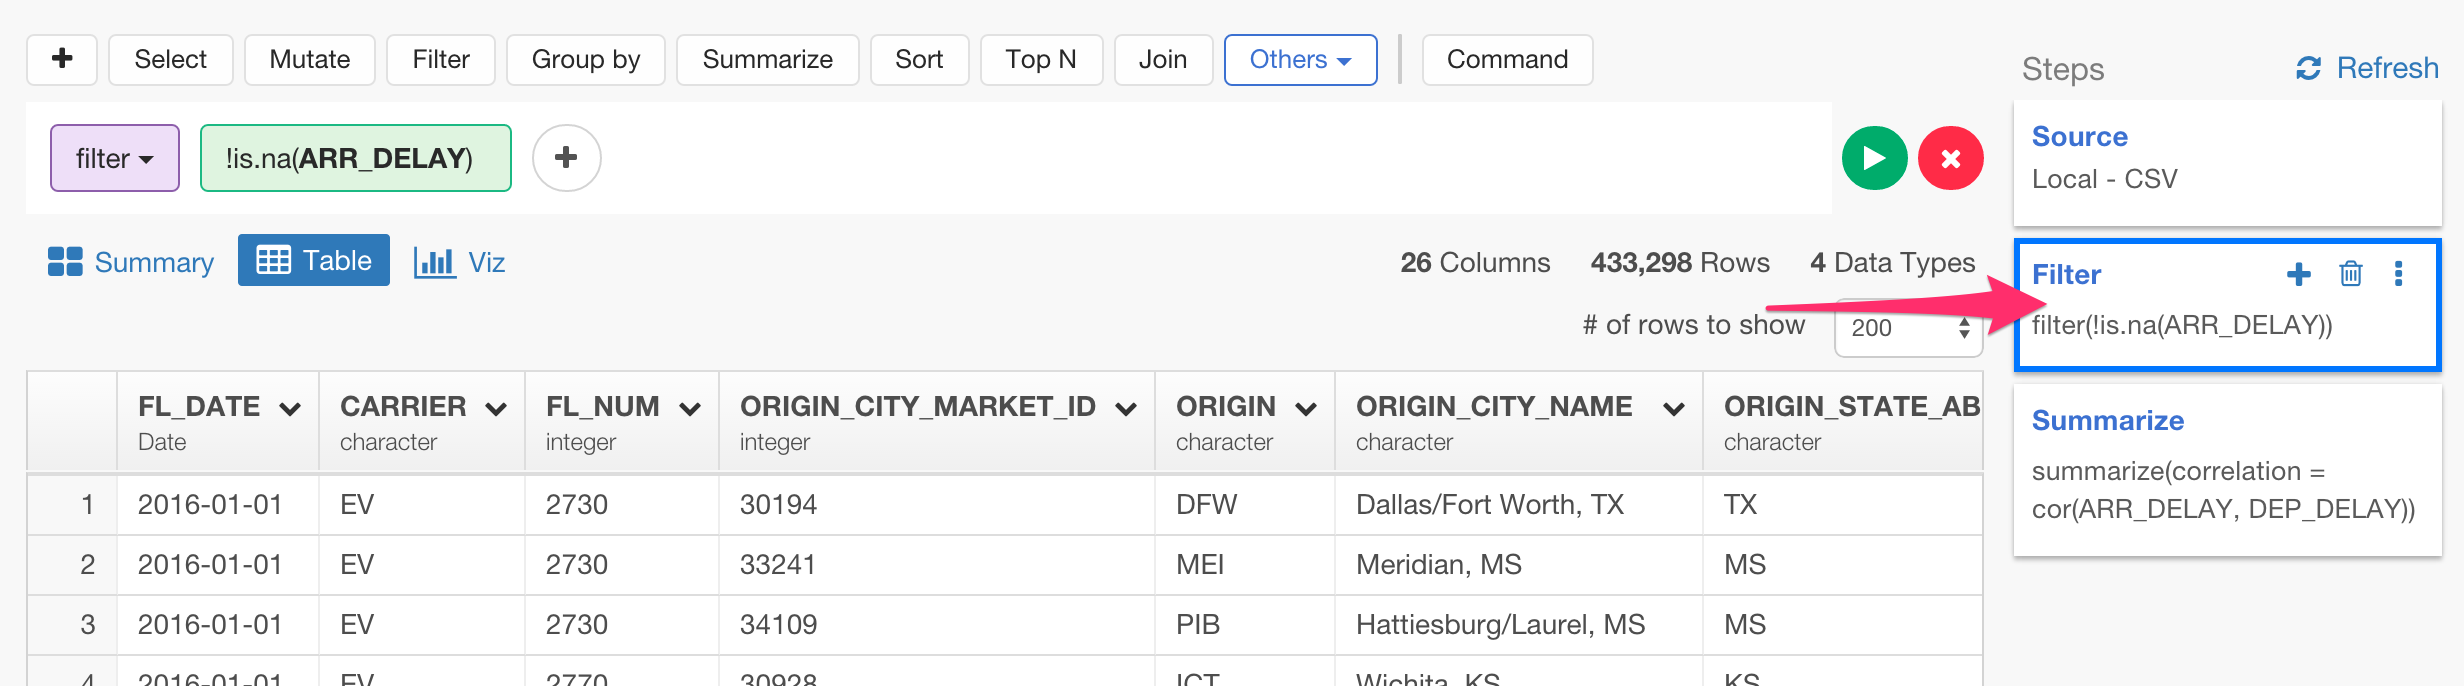 Select Mutate Filter Group by Summarize Sort Top N Join Others Command
Steps Refresh
Source
Local - CSV
filter !is.na(ARR_DELAY)
Summary Table Viz
26 Columns 433,298 Rows 4 Data Types
# of rows to show 200
Filter
filter(!is.na(ARR_DELAY))
Summarize
summarize(correlation =
cor(ARR_DELAY, DEP_DELAY))
FL_DATE CARRIER FL_NUM ORIGIN_CITY_MARKET_ID ORIGIN ORIGIN_CITY_NAME ORIGIN_STATE_AB
Date character integer integer character character character
1 2016-01-01 EV 2730 30194 DFW Dallas/Fort Worth, TX TX
2 2016-01-01 EV 2730 33241 MEI Meridian, MS MS
3 2016-01-01 EV 2730 34109 PIB Hattiesburg/Laurel, MS MS
4 2016-01-01 EV 2770 30928 ICT Wichita, KS KS